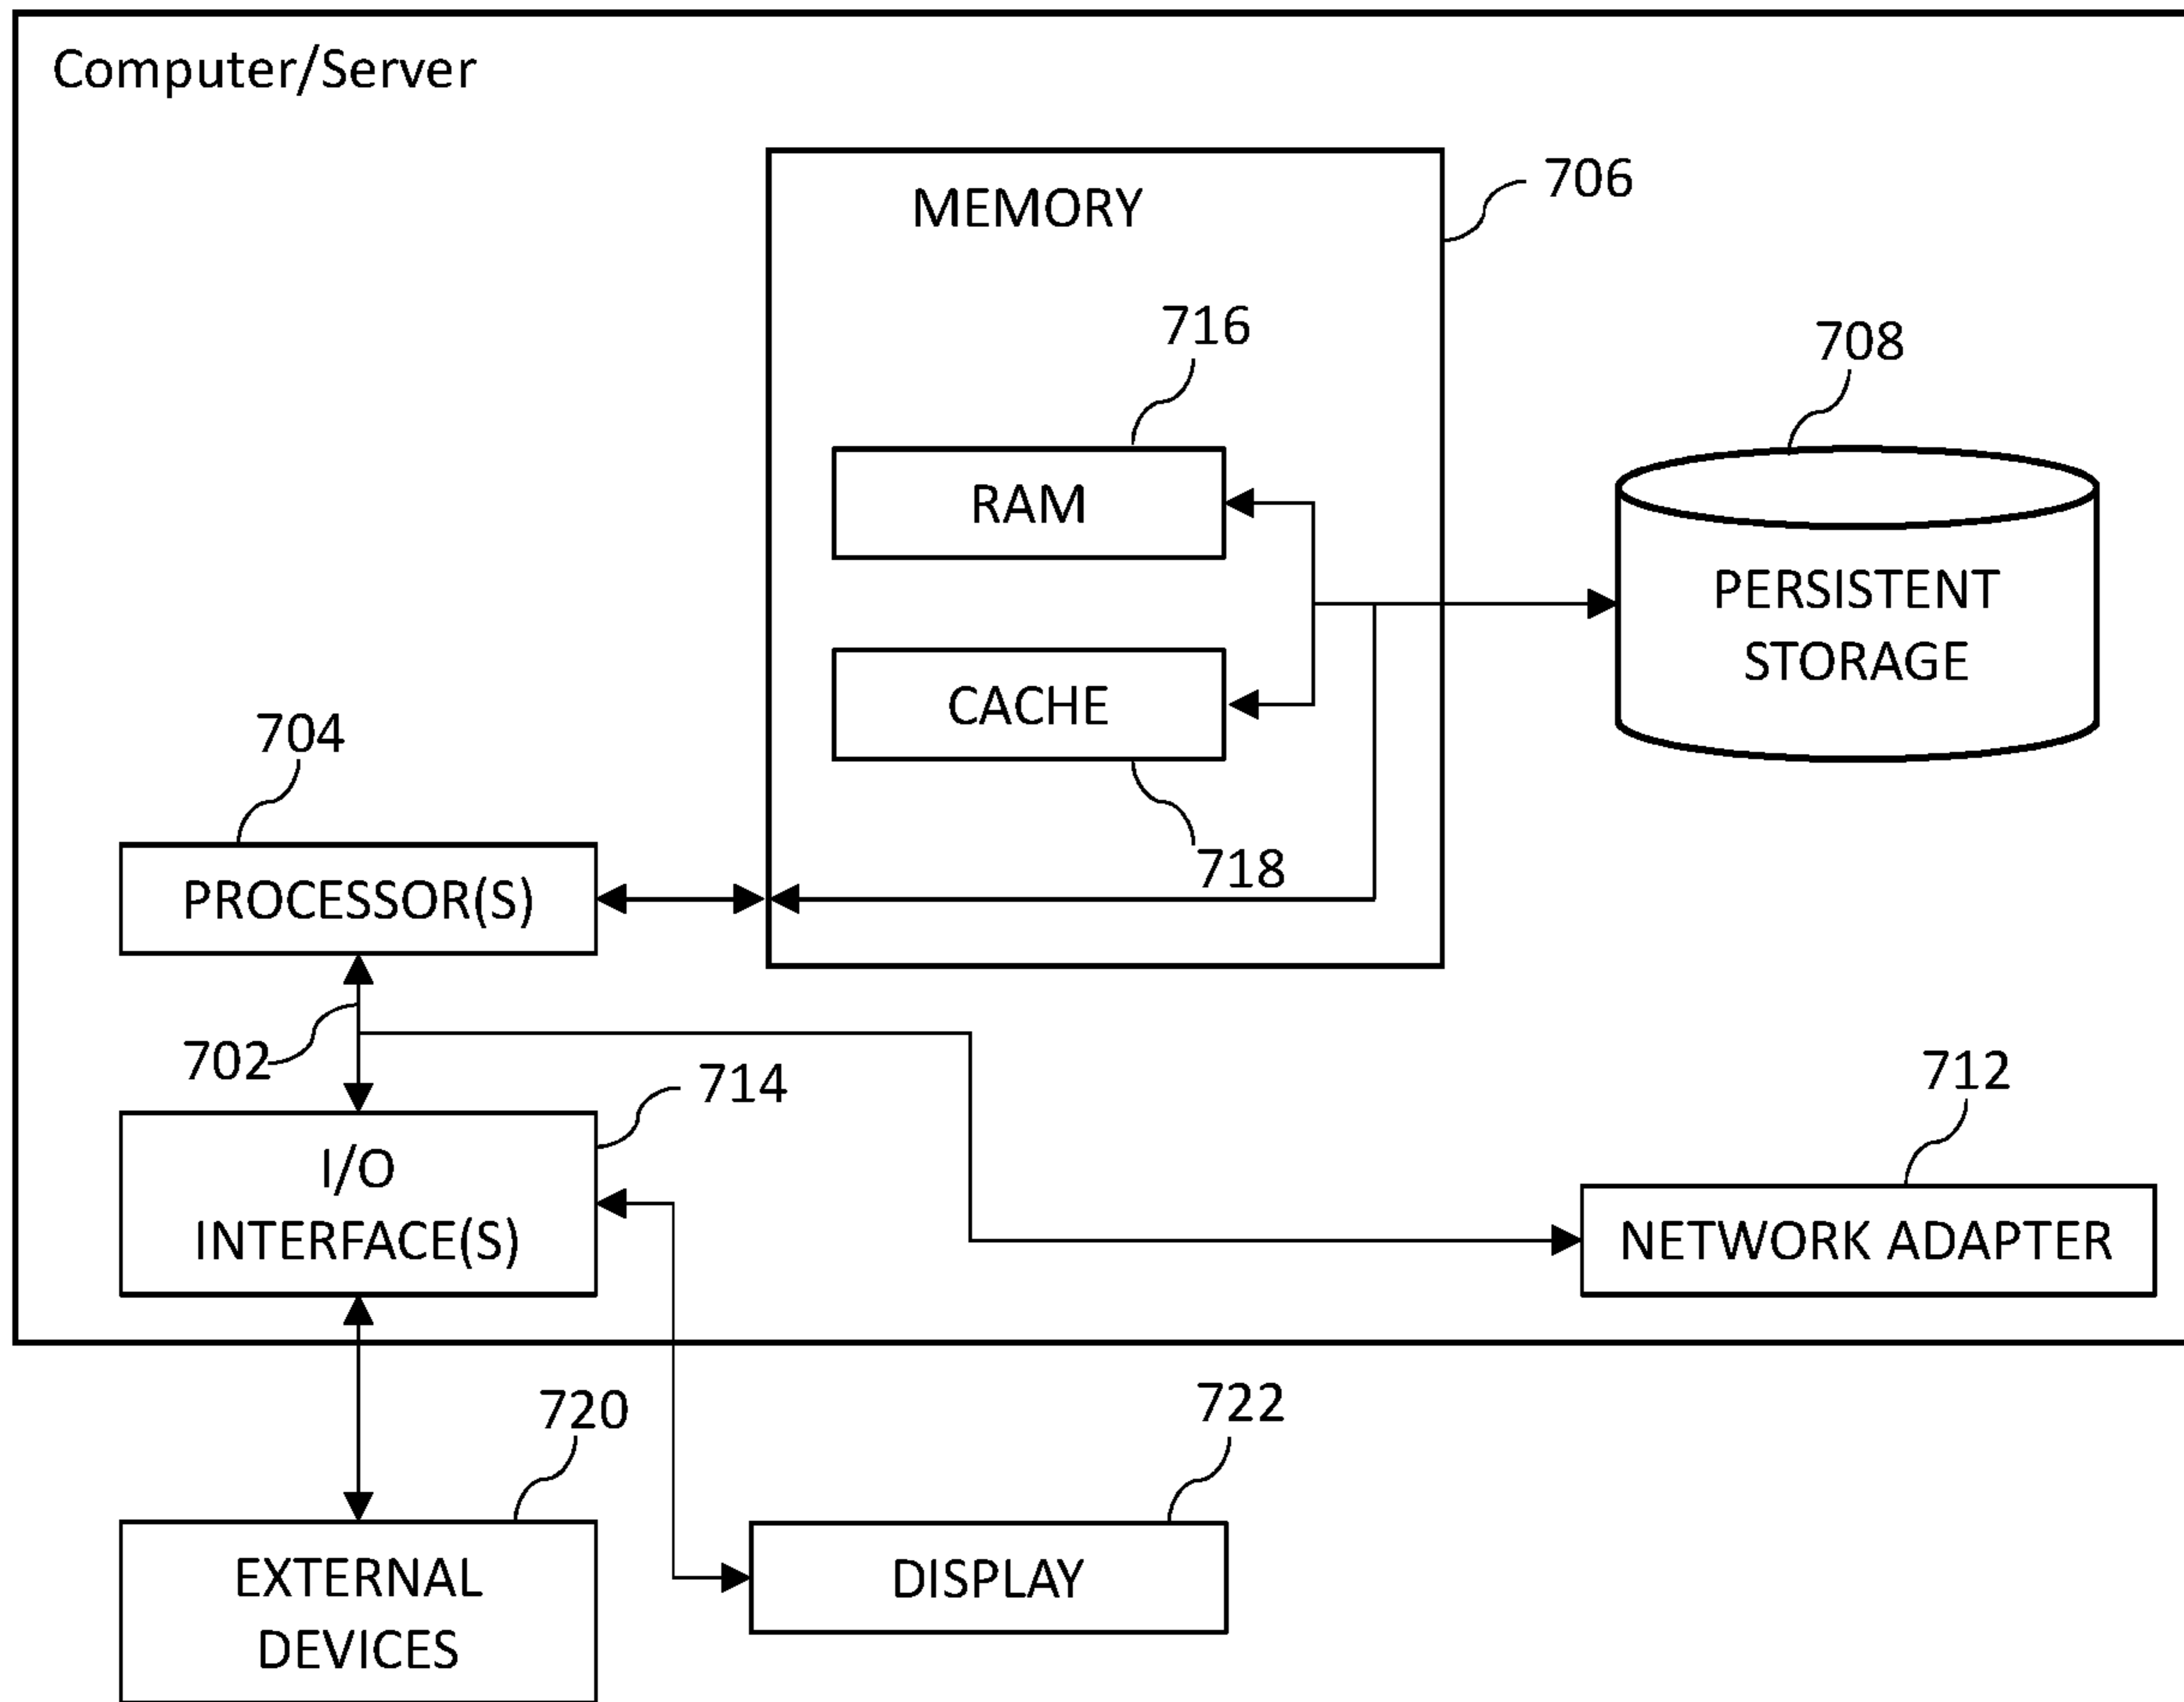 Computer/Server
MEMORY
706
716
708
RAM
PERSISTENT
STORAGE
CACHE
704
718
PROCESSOR(S)
702
714
712
I/O
INTERFACE(S)
NETWORK ADAPTER
720
722
EXTERNAL
DEVICES
DISPLAY